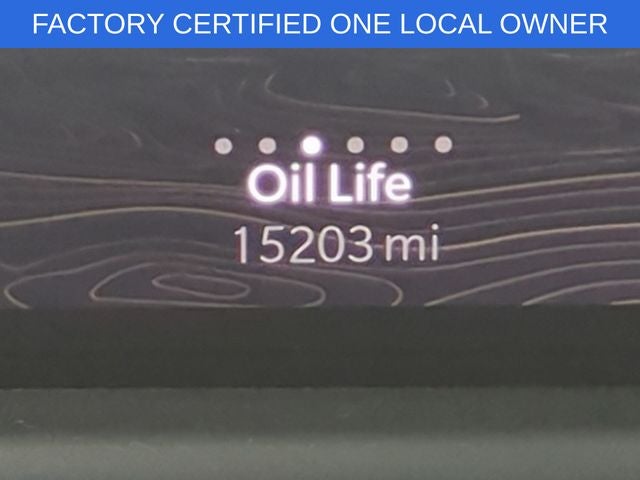 FACTORY CERTIFIED ONE LOCAL OWNER
Oil Life
15203 mi